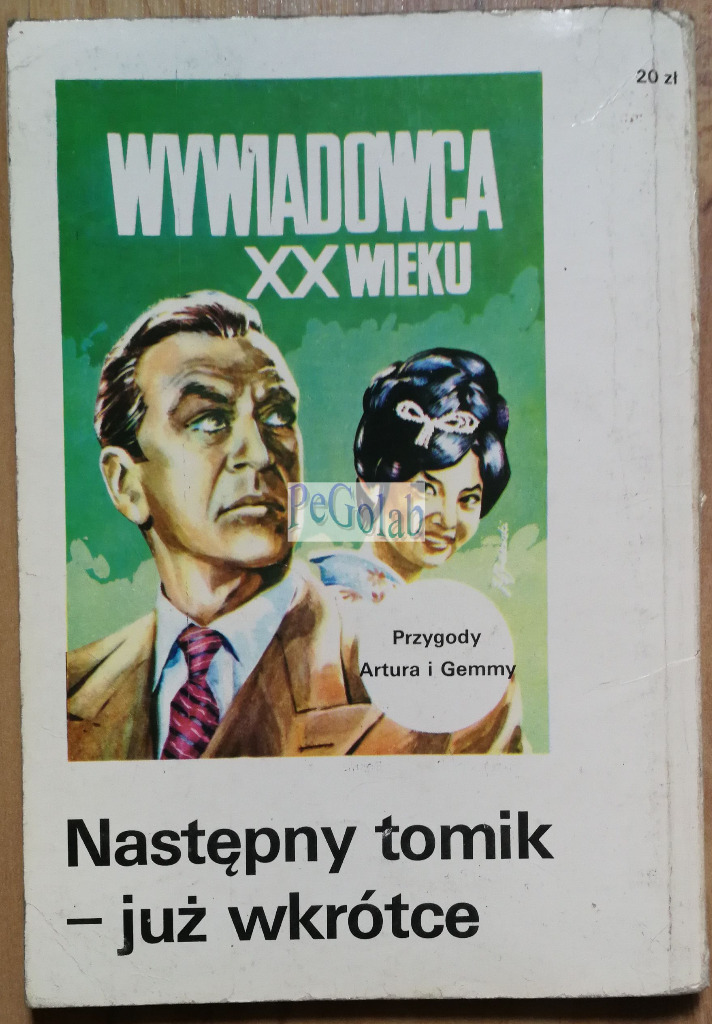 20 zł
WYWIADOWCA
XX WIEKU
PeGolab
Przygody
Artura i Gemmy
Następny tomik
– już wkrótce